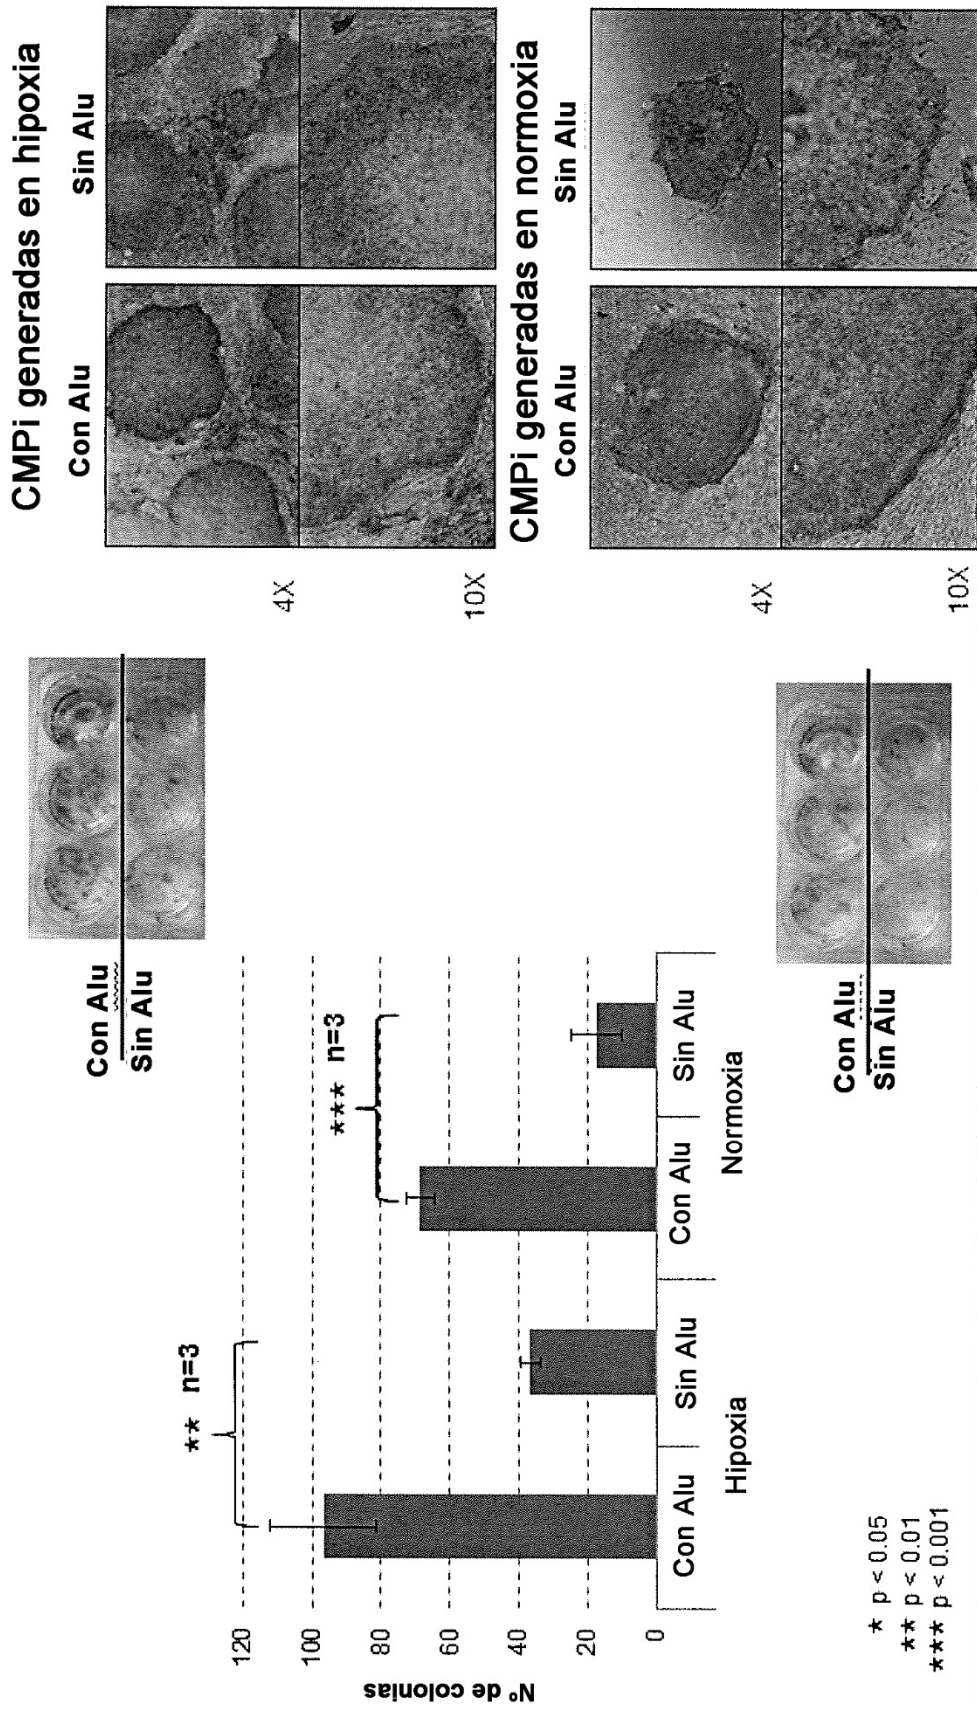 Con Alu
Sin Alu
** n=3
*** n=3
Nº de colonias
120
100
80
60
40
20
0
Con Alu
Sin Alu
Con Alu
Sin Alu
Hipoxia
Normoxia
* p < 0.05
** p < 0.01
*** p < 0.001
Con Alu
Sin Alu
CMPi generadas en hipoxia
Con Alu
Sin Alu
4X
10X
CMPi generadas en normoxia
Con Alu
Sin Alu
4X
10X